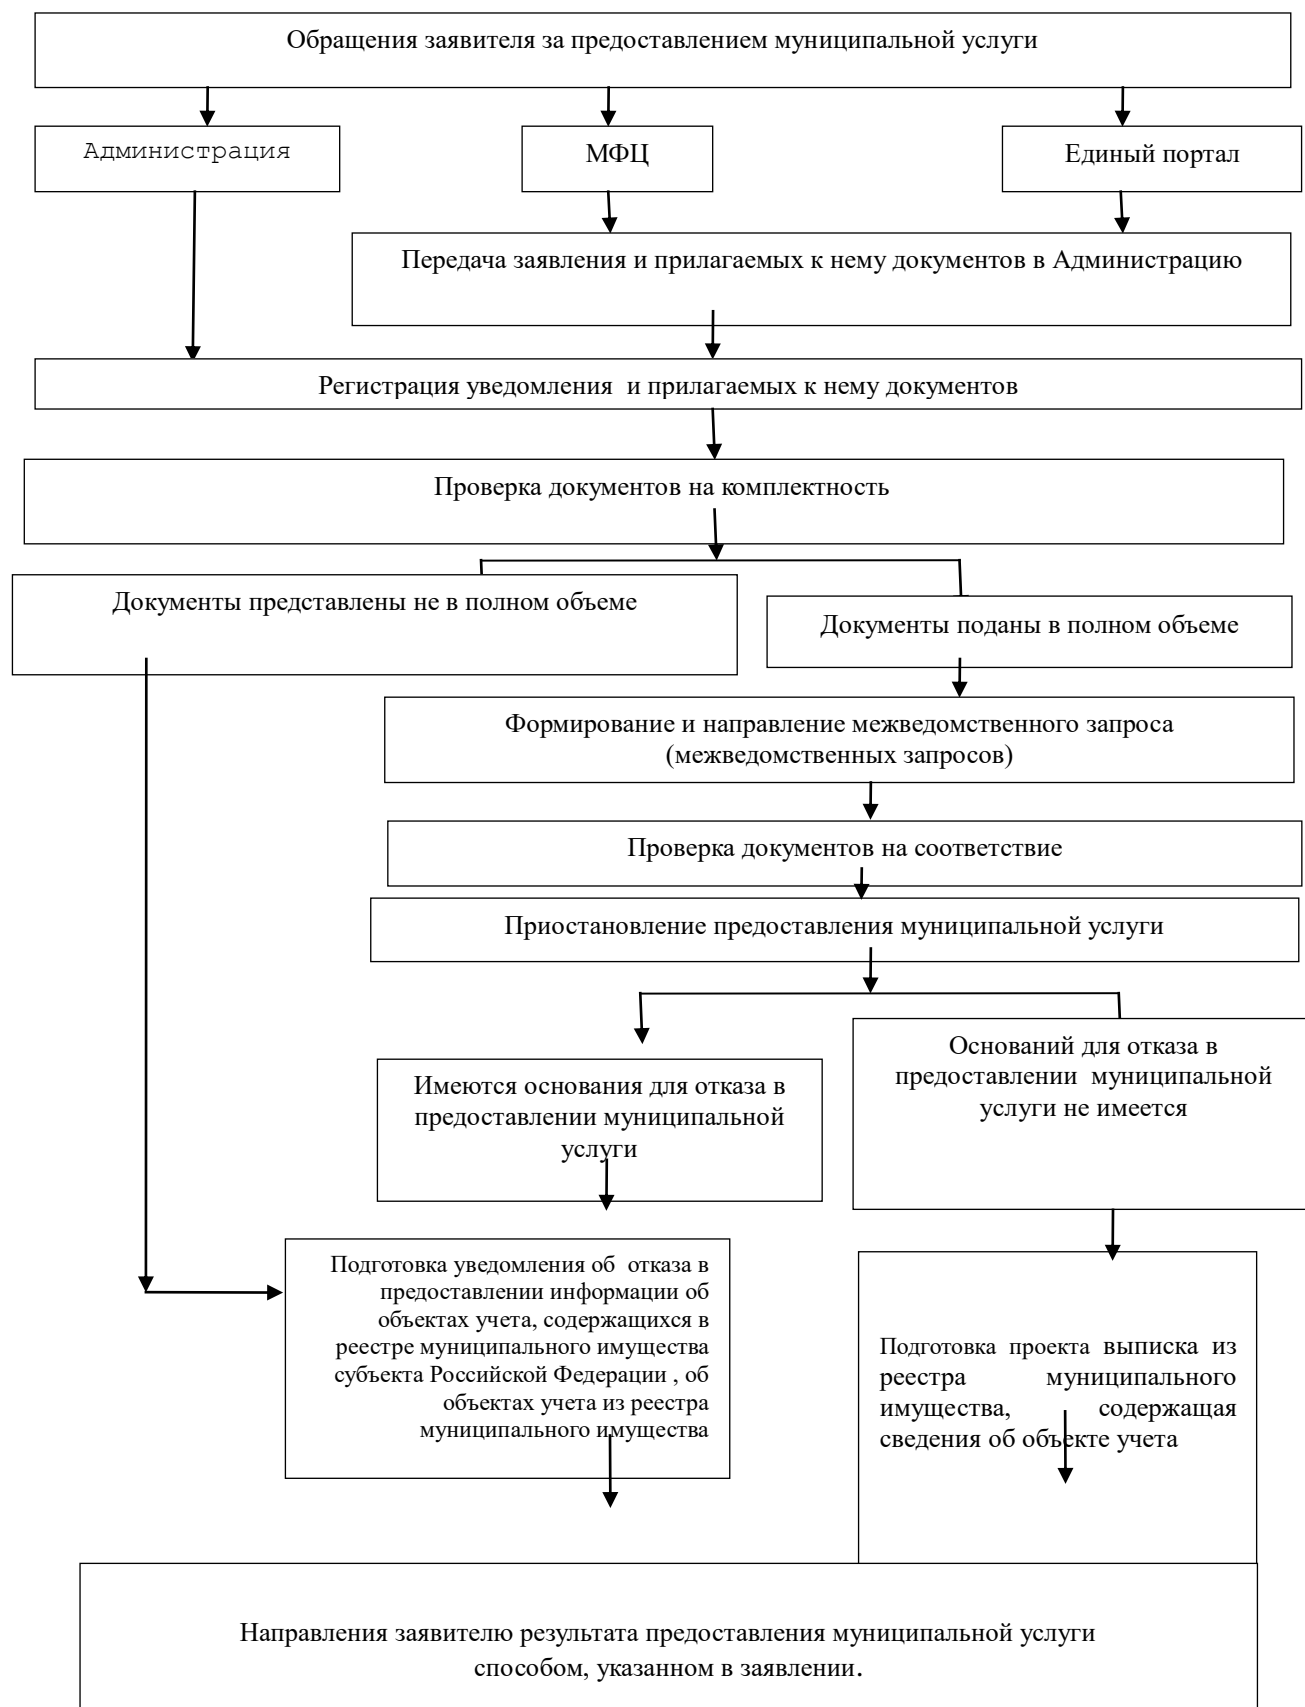 Обращения заявителя за предоставлением муниципальной услуги
Администрация
МФЦ
Единый портал
Передача заявления и прилагаемых к нему документов в Администрацию
Регистрация уведомления и прилагаемых к нему документов
Проверка документов на комплектность
Документы представлены не в полном объеме
Документы поданы в полном объеме
Формирование и направление межведомственного запроса
(межведомственных запросов)
Проверка документов на соответствие
Приостановление предоставления муниципальной услуги
Имеются основания для отказа в
предоставлении муниципальной
услуги
Оснований для отказа в
предоставлении муниципальной
услуги не имеется
Подготовка уведомления об отказа в
предоставлении информации об
объектах учета, содержащихся в
реестре муниципального имущества
субъекта Российской Федерации , об
объектах учета из реестра
муниципального имущества
Подготовка проекта выписка из
реестра муниципального
имущества, содержащая
сведения об объекте учета
Направления заявителю результата предоставления муниципальной услуги
способом, указанном в заявлении.